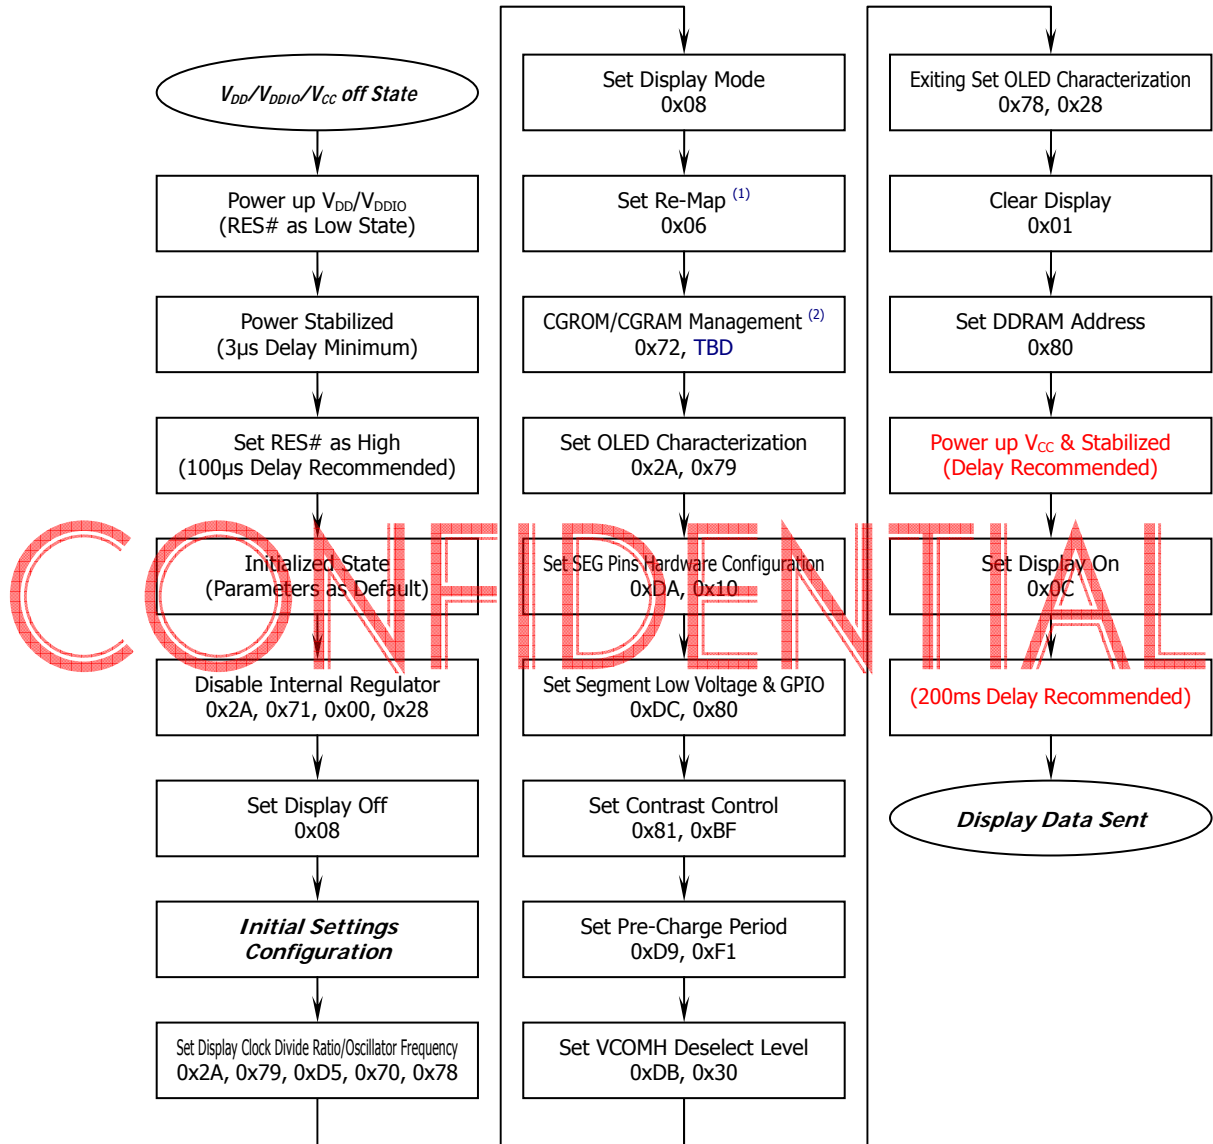 V_DD/V_DDIO/V_CC off State
Power up V_DD/V_DDIO
(RES# as Low State)
Power Stabilized
(3µs Delay Minimum)
Set RES# as High
(100µs Delay Recommended)
Initialized State
(Parameters as Default)
Disable Internal Regulator
0x2A, 0x71, 0x00, 0x28
Set Display Off
0x08
Initial Settings
Configuration
Set Display Clock Divide Ratio/Oscillator Frequency
0x2A, 0x79, 0xD5, 0x70, 0x78
Set Display Mode
0x08
Set Re-Map (1)
0x06
CGROM/CGRAM Management (2)
0x72, TBD
Set OLED Characterization
0x2A, 0x79
Set SEG Pins Hardware Configuration
0xDA, 0x10
Set Segment Low Voltage & GPIO
0xDC, 0x80
Set Contrast Control
0x81, 0xBF
Set Pre-Charge Period
0xD9, 0xF1
Set VCOMH Deselect Level
0xDB, 0x30
Exiting Set OLED Characterization
0x78, 0x28
Clear Display
0x01
Set DDRAM Address
0x80
Power up V_CC & Stabilized
(Delay Recommended)
Set Display On
0x0C
(200ms Delay Recommended)
Display Data Sent
CONFIDENTIAL